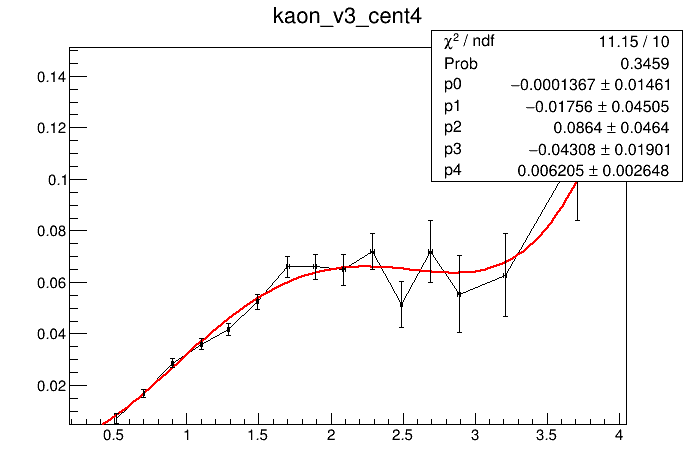 kaon_v3_cent4
χ² / ndf 11.15 / 10
Prob 0.3459
p0 −0.0001367 ± 0.01461
p1 −0.01756 ± 0.04505
p2 0.0864 ± 0.0464
p3 −0.04308 ± 0.01901
p4 0.006205 ± 0.002648
0.14
0.12
0.1
0.08
0.06
0.04
0.02
0.5 1 1.5 2 2.5 3 3.5 4